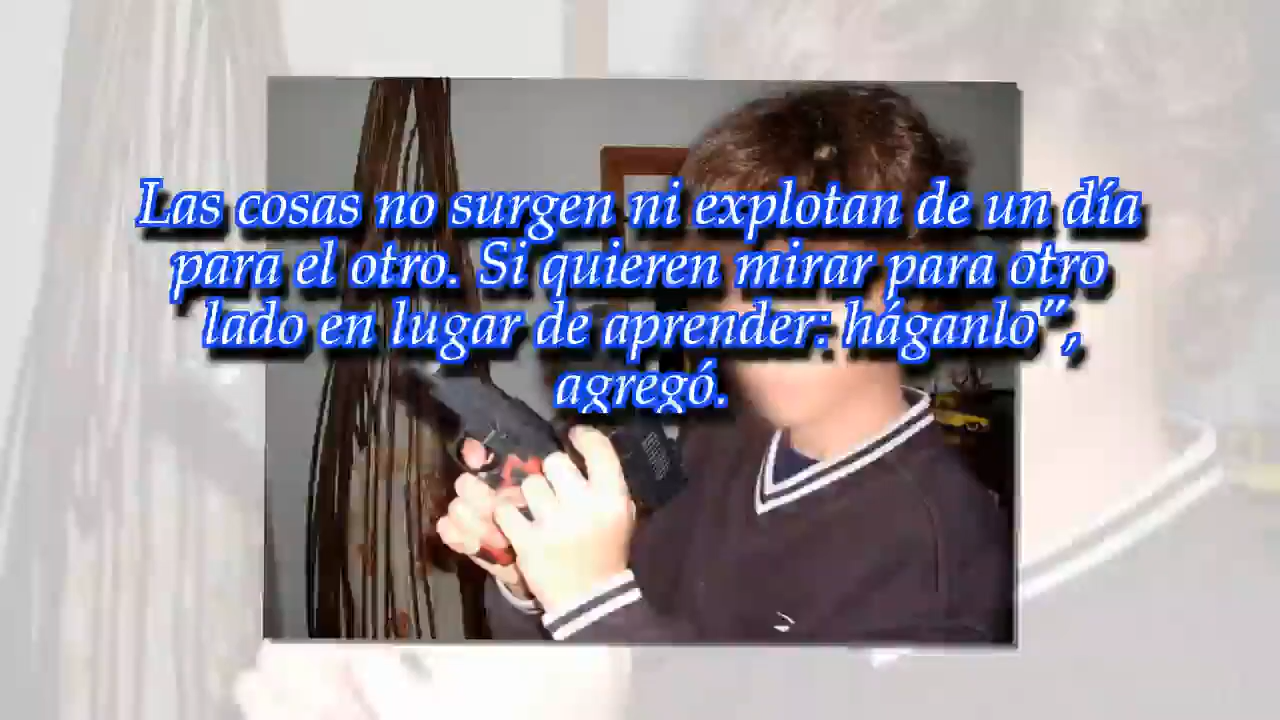 Las cosas no surgen ni explotan de un día
para el otro. Si quieren mirar para otro
lado en lugar de aprender: háganlo”,
agregó.